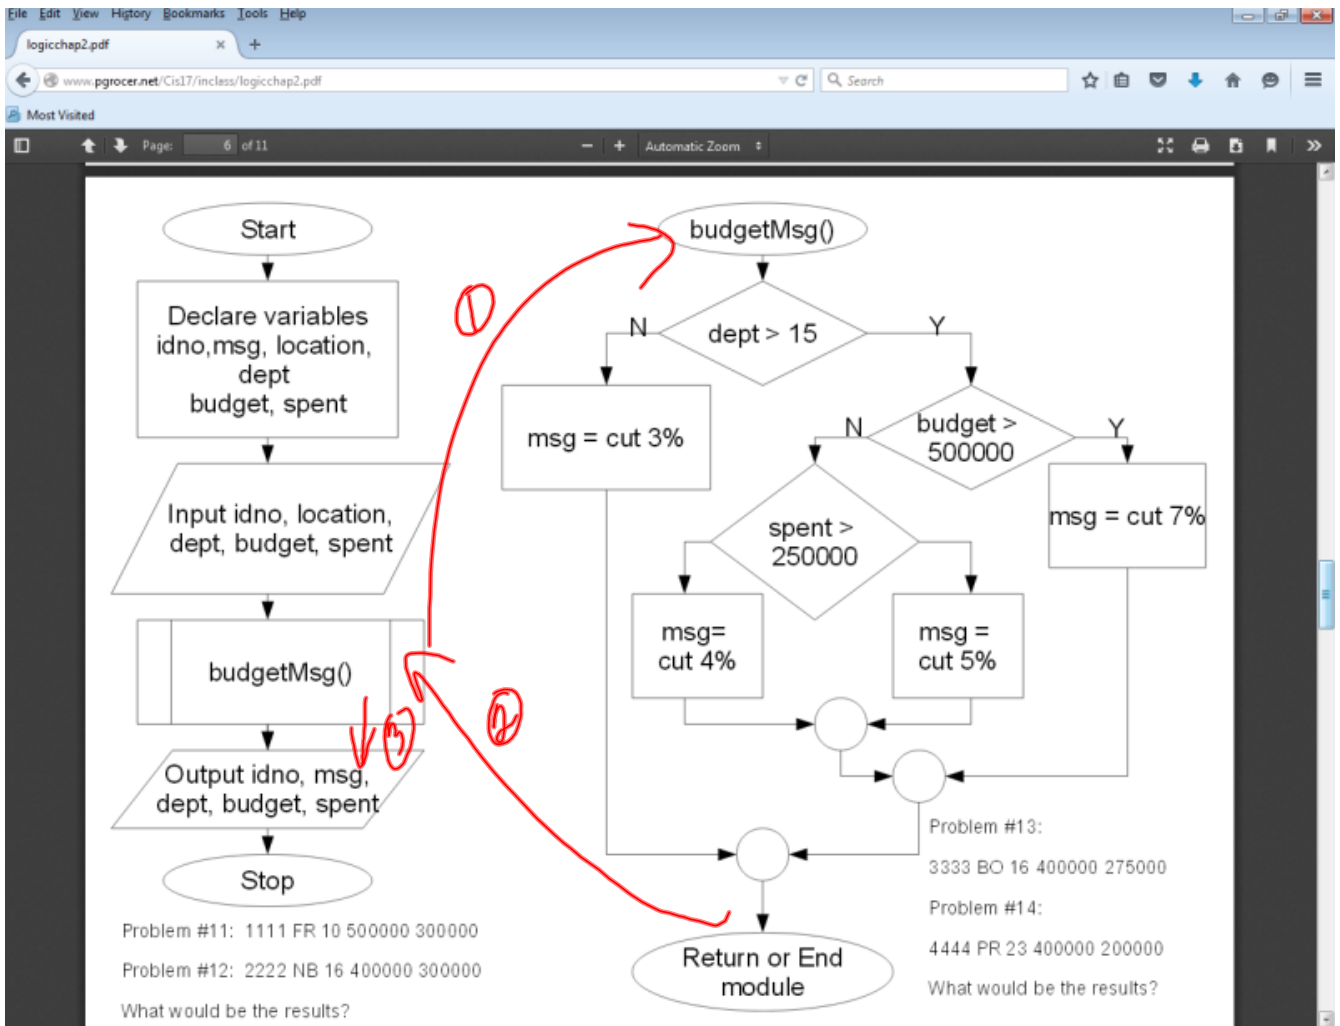 File Edit View History Bookmarks Tools Help
logicchap2.pdf × +
www.pgrocer.net/Cis17/inclass/logicchap2.pdf
Search
Most Visited
Page: 6 of 11
− + Automatic Zoom
Start
Declare variables
idno,msg, location,
dept
budget, spent
Input idno, location,
dept, budget, spent
budgetMsg()
Output idno, msg,
dept, budget, spent
Stop
Problem #11: 1111 FR 10 500000 300000
Problem #12: 2222 NB 16 400000 300000
What would be the results?
1
2
3
budgetMsg()
dept > 15
N
Y
msg = cut 3%
budget >
500000
N
Y
msg = cut 7%
spent >
250000
msg=
cut 4%
msg =
cut 5%
Return or End
module
Problem #13:
3333 BO 16 400000 275000
Problem #14:
4444 PR 23 400000 200000
What would be the results?